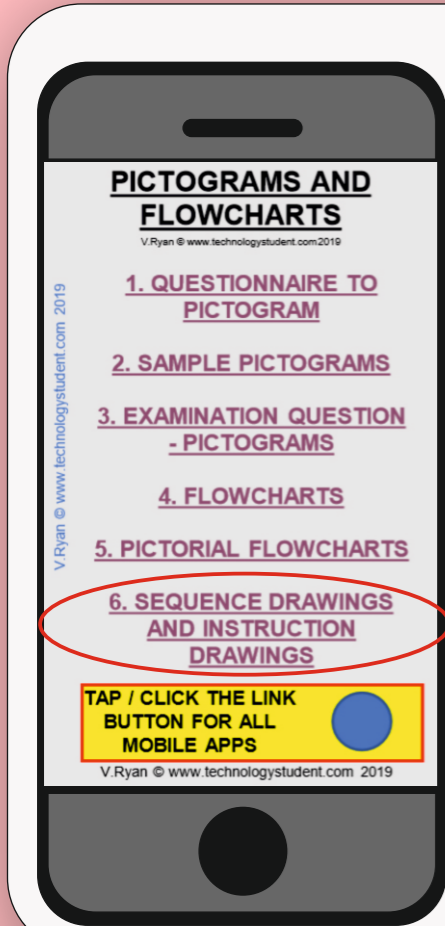 PICTOGRAMS AND
FLOWCHARTS
V.Ryan © www.technologystudent.com 2019
V.Ryan © www.technologystudent.com 2019
1. QUESTIONNAIRE TO
PICTOGRAM
2. SAMPLE PICTOGRAMS
3. EXAMINATION QUESTION
- PICTOGRAMS
4. FLOWCHARTS
5. PICTORIAL FLOWCHARTS
6. SEQUENCE DRAWINGS
AND INSTRUCTION
DRAWINGS
TAP / CLICK THE LINK
BUTTON FOR ALL
MOBILE APPS
V.Ryan © www.technologystudent.com 2019